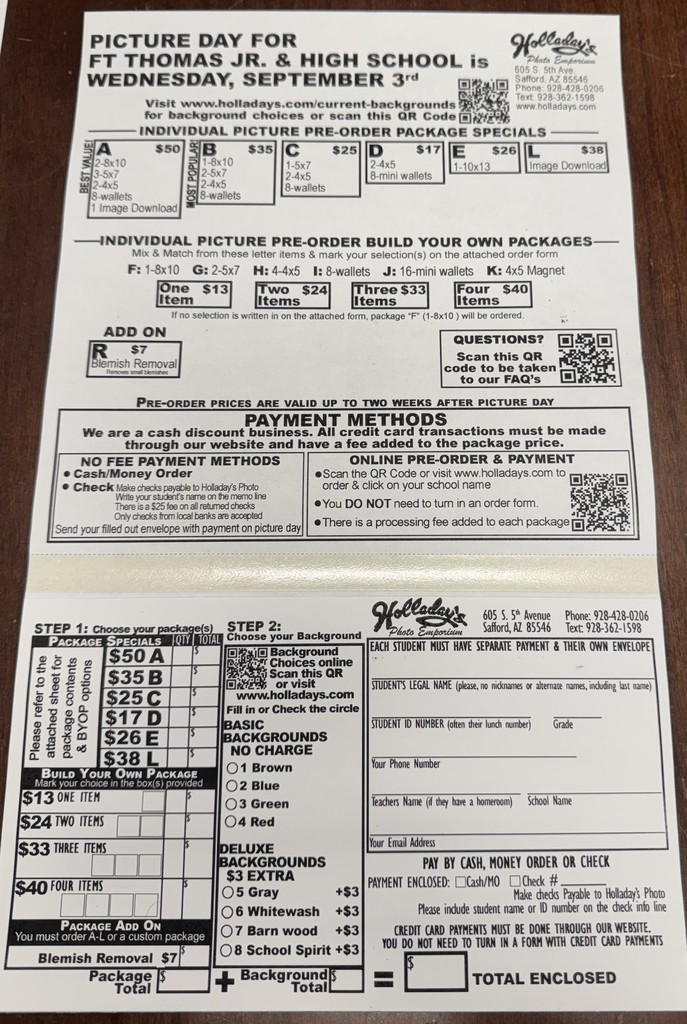 PICTURE DAY FOR
FT THOMAS JR. & HIGH SCHOOL is
WEDNESDAY, SEPTEMBER 3rd
Holladay's
Photo Emporium
605 S. 5th Ave
Safford, AZ 85546
Phone: 928-428-0206
Text: 928-362-1598
www.holladays.com
Visit www.holladays.com/current-backgrounds
for background choices or scan this QR Code
INDIVIDUAL PICTURE PRE-ORDER PACKAGE SPECIALS
BEST VALUE!
A $50
2-8x10
3-5x7
2-4x5
8-wallets
1 Image Download
MOST POPULAR!
B $35
1-8x10
2-5x7
2-4x5
8-wallets
C $25
1-5x7
2-4x5
8-wallets
D $17
2-4x5
8-mini wallets
E $26
1-10x13
L $38
Image Download
INDIVIDUAL PICTURE PRE-ORDER BUILD YOUR OWN PACKAGES
Mix & Match from these letter items & mark your selection(s) on the attached order form
F: 1-8x10 G: 2-5x7 H: 4-4x5 I: 8-wallets J: 16-mini wallets K: 4x5 Magnet
One Item $13
Two Items $24
Three Items $33
Four Items $40
If no selection is written in on the attached form, package "F" (1-8x10 ) will be ordered.
ADD ON
R $7
Blemish Removal
Removes small blemishes
QUESTIONS?
Scan this QR
code to be taken
to our FAQ's
PRE-ORDER PRICES ARE VALID UP TO TWO WEEKS AFTER PICTURE DAY
PAYMENT METHODS
We are a cash discount business. All credit card transactions must be made
through our website and have a fee added to the package price.
NO FEE PAYMENT METHODS
• Cash/Money Order
• Check Make checks payable to Holladay's Photo
Write your student's name on the memo line
There is a $25 fee on all returned checks
Only checks from local banks are accepted
Send your filled out envelope with payment on picture day
ONLINE PRE-ORDER & PAYMENT
•Scan the QR Code or visit www.holladays.com to
order & click on your school name
•You DO NOT need to turn in an order form.
•There is a processing fee added to each package
STEP 1: Choose your package(s)
PACKAGE SPECIALS QTY TOTAL
Please refer to the
attached sheet for
package contents
& BYOP options
$50 A $
$35 B $
$25 C $
$17 D $
$26 E $
$38 L $
BUILD YOUR OWN PACKAGE
Mark your choice in the box(s) provided
$13 ONE ITEM $
$24 TWO ITEMS $
$33 THREE ITEMS $
$40 FOUR ITEMS $
PACKAGE ADD ON
You must order A-L or a custom package
Blemish Removal $7 $
Package Total $
STEP 2:
Choose your Background
Background
Choices online
Scan this QR
or visit
www.holladays.com
Fill in or Check the circle
BASIC
BACKGROUNDS
NO CHARGE
1 Brown
2 Blue
3 Green
4 Red
DELUXE
BACKGROUNDS
$3 EXTRA
5 Gray +$3
6 Whitewash +$3
7 Barn wood +$3
8 School Spirit +$3
+ Background Total $
Holladay's
Photo Emporium
605 S. 5th Avenue
Safford, AZ 85546
Phone: 928-428-0206
Text: 928-362-1598
EACH STUDENT MUST HAVE SEPARATE PAYMENT & THEIR OWN ENVELOPE
STUDENT'S LEGAL NAME (please, no nicknames or alternate names, including last name)
STUDENT ID NUMBER (often their lunch number) Grade
Your Phone Number
Teachers Name (if they have a homeroom) School Name
Your Email Address
PAY BY CASH, MONEY ORDER OR CHECK
PAYMENT ENCLOSED: Cash/MO Check #
Make checks Payable to Holladay's Photo
Please include student name or ID number on the check info line
CREDIT CARD PAYMENTS MUST BE DONE THROUGH OUR WEBSITE.
YOU DO NOT NEED TO TURN IN A FORM WITH CREDIT CARD PAYMENTS
= $ TOTAL ENCLOSED